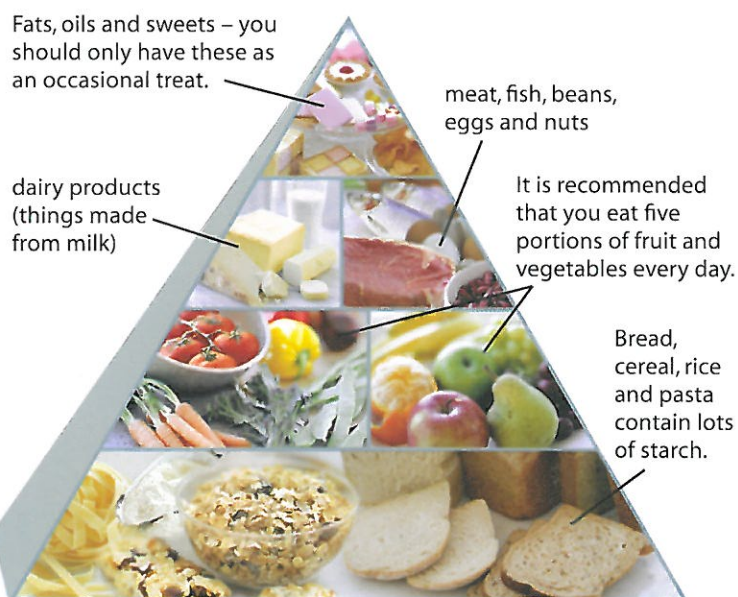 Fats, oils and sweets – you
should only have these as
an occasional treat.
meat, fish, beans,
eggs and nuts
dairy products
(things made
from milk)
It is recommended
that you eat five
portions of fruit and
vegetables every day.
Bread,
cereal, rice
and pasta
contain lots
of starch.